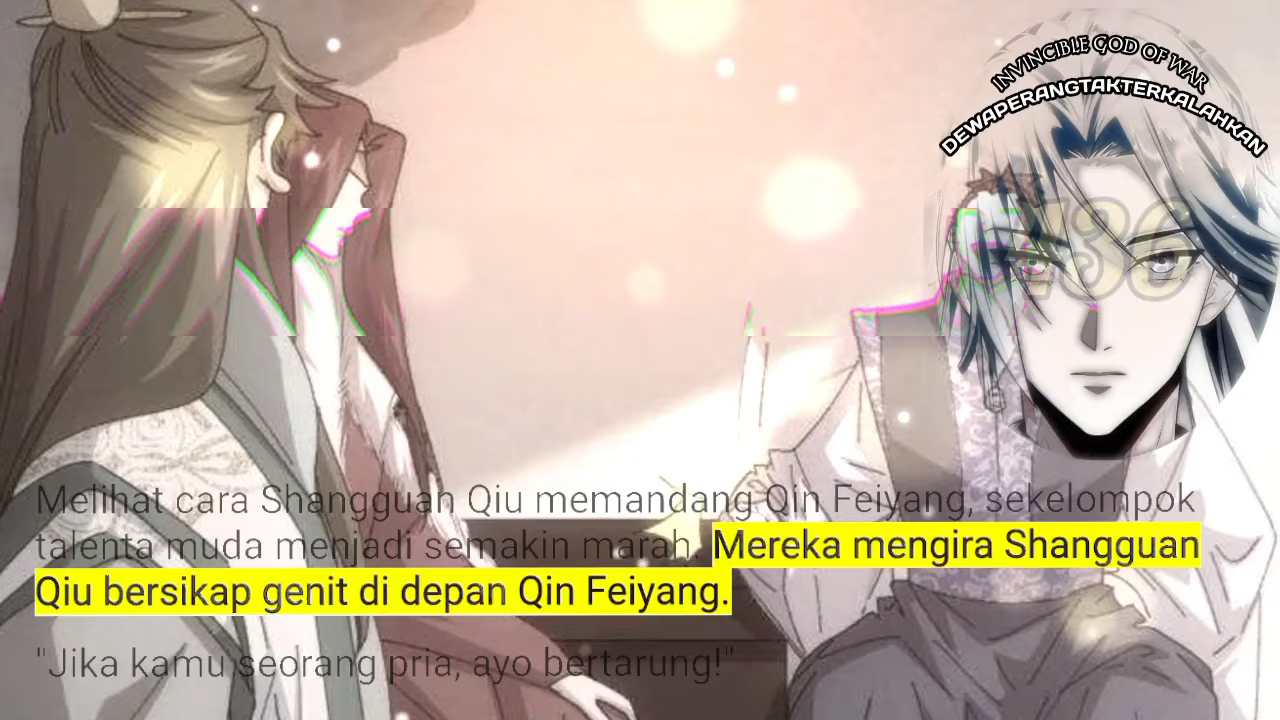 INVINCIBLE GOD OF WAR
DEWAPERANGTAKTERKALAHKAN
Melihat cara Shangguan Qiu memandang Qin Feiyang, sekelompok
talenta muda menjadi semakin marah. Mereka mengira Shangguan
Qiu bersikap genit di depan Qin Feiyang.
"Jika kamu seorang pria, ayo bertarung!"